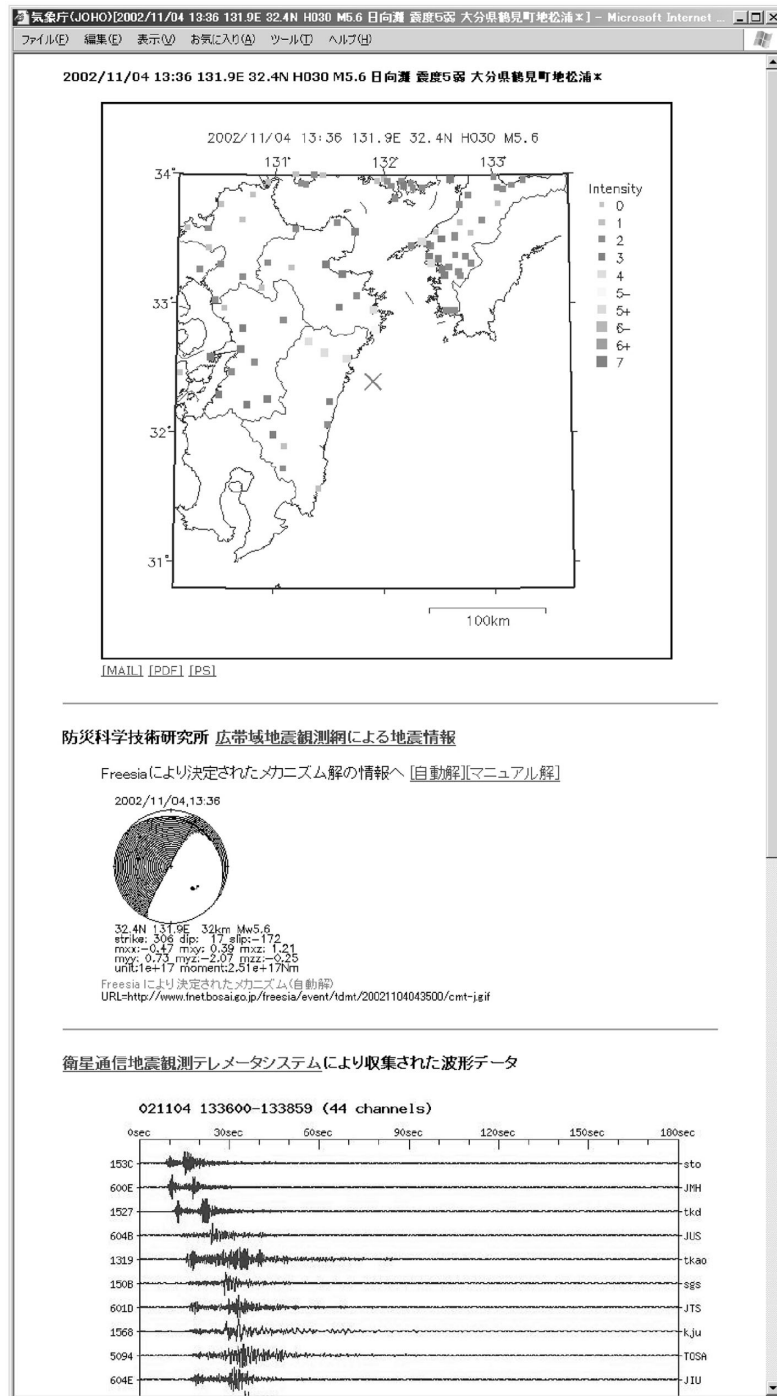 気象庁(JOHO)[2002/11/04 13:36 131.9E 32.4N H030 M5.6 日向灘 震度5弱 大分県鶴見町地松浦*] - Microsoft Internet ...
ファイル(F) 編集(E) 表示(V) お気に入り(A) ツール(T) ヘルプ(H)
2002/11/04 13:36 131.9E 32.4N H030 M5.6 日向灘 震度5弱 大分県鶴見町地松浦*
2002/11/04 13:36 131.9E 32.4N H030 M5.6
131° 132° 133°
34°
33°
32°
31°
Intensity
0
1
2
3
4
5-
5+
6-
6+
7
100km
[MAIL] [PDF] [PS]
防災科学技術研究所 広帯域地震観測網による地震情報
Freesiaにより決定されたメカニズム解の情報へ [自動解][マニュアル解]
2002/11/04,13:36
32.4N 131.9E 32km Mw5.6
strike: 306 dip: 17 slip:-172
mxx:-0.47 mxy: 0.39 mxz: 1.21
myy: 0.73 myz:-2.07 mzz:-0.25
unit:1e+17 moment:2.51e+17Nm
Freesia により決定されたメカニズム(自動解)
URL=http://www.fnet.bosai.go.jp/freesia/event/tdmt/20021104043500/cmt-j.gif
衛星通信地震観測テレメータシステムにより収集された波形データ
021104 133600-133859 (44 channels)
0sec 30sec 60sec 90sec 120sec 150sec 180sec
153C sto
600E JMH
1527 tkd
604B JUS
1319 tkao
150B sgs
601D JTS
1568 kju
5094 TOSA
604E JIU